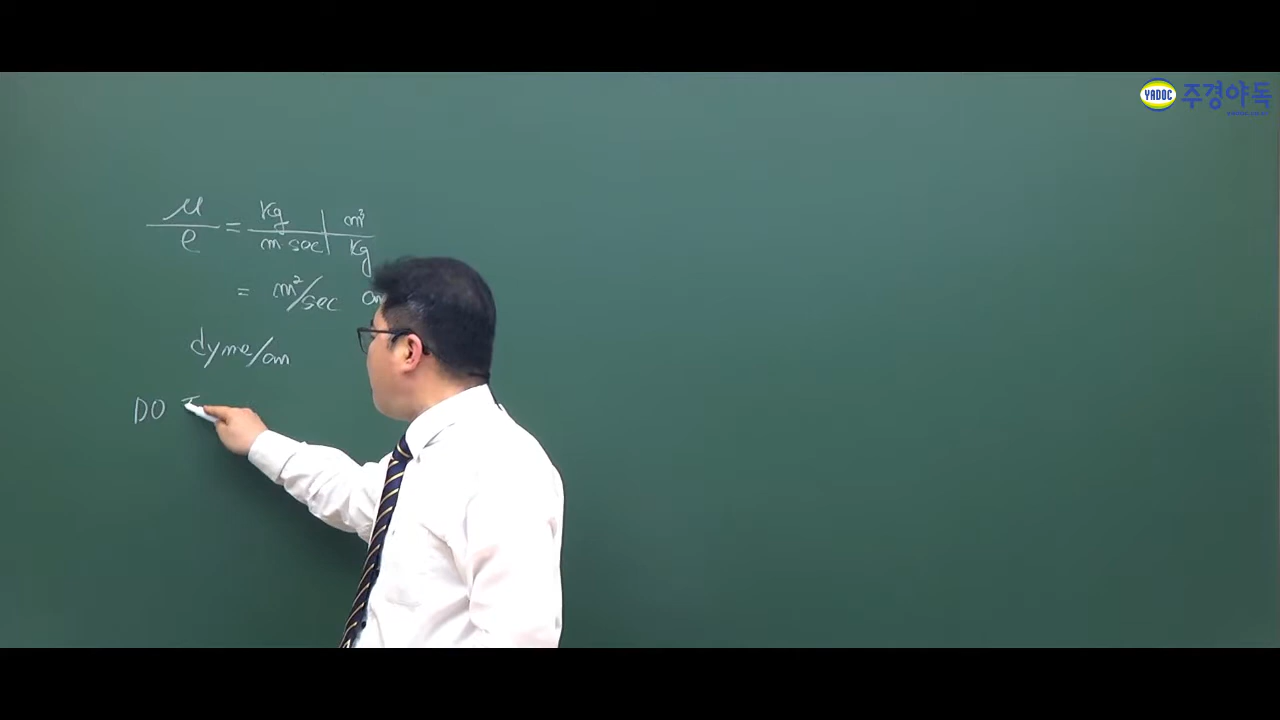 YADOC 주경야독
μ/ρ = kg/m·sec | m³/kg
= m²/sec
dyne/cm
DO